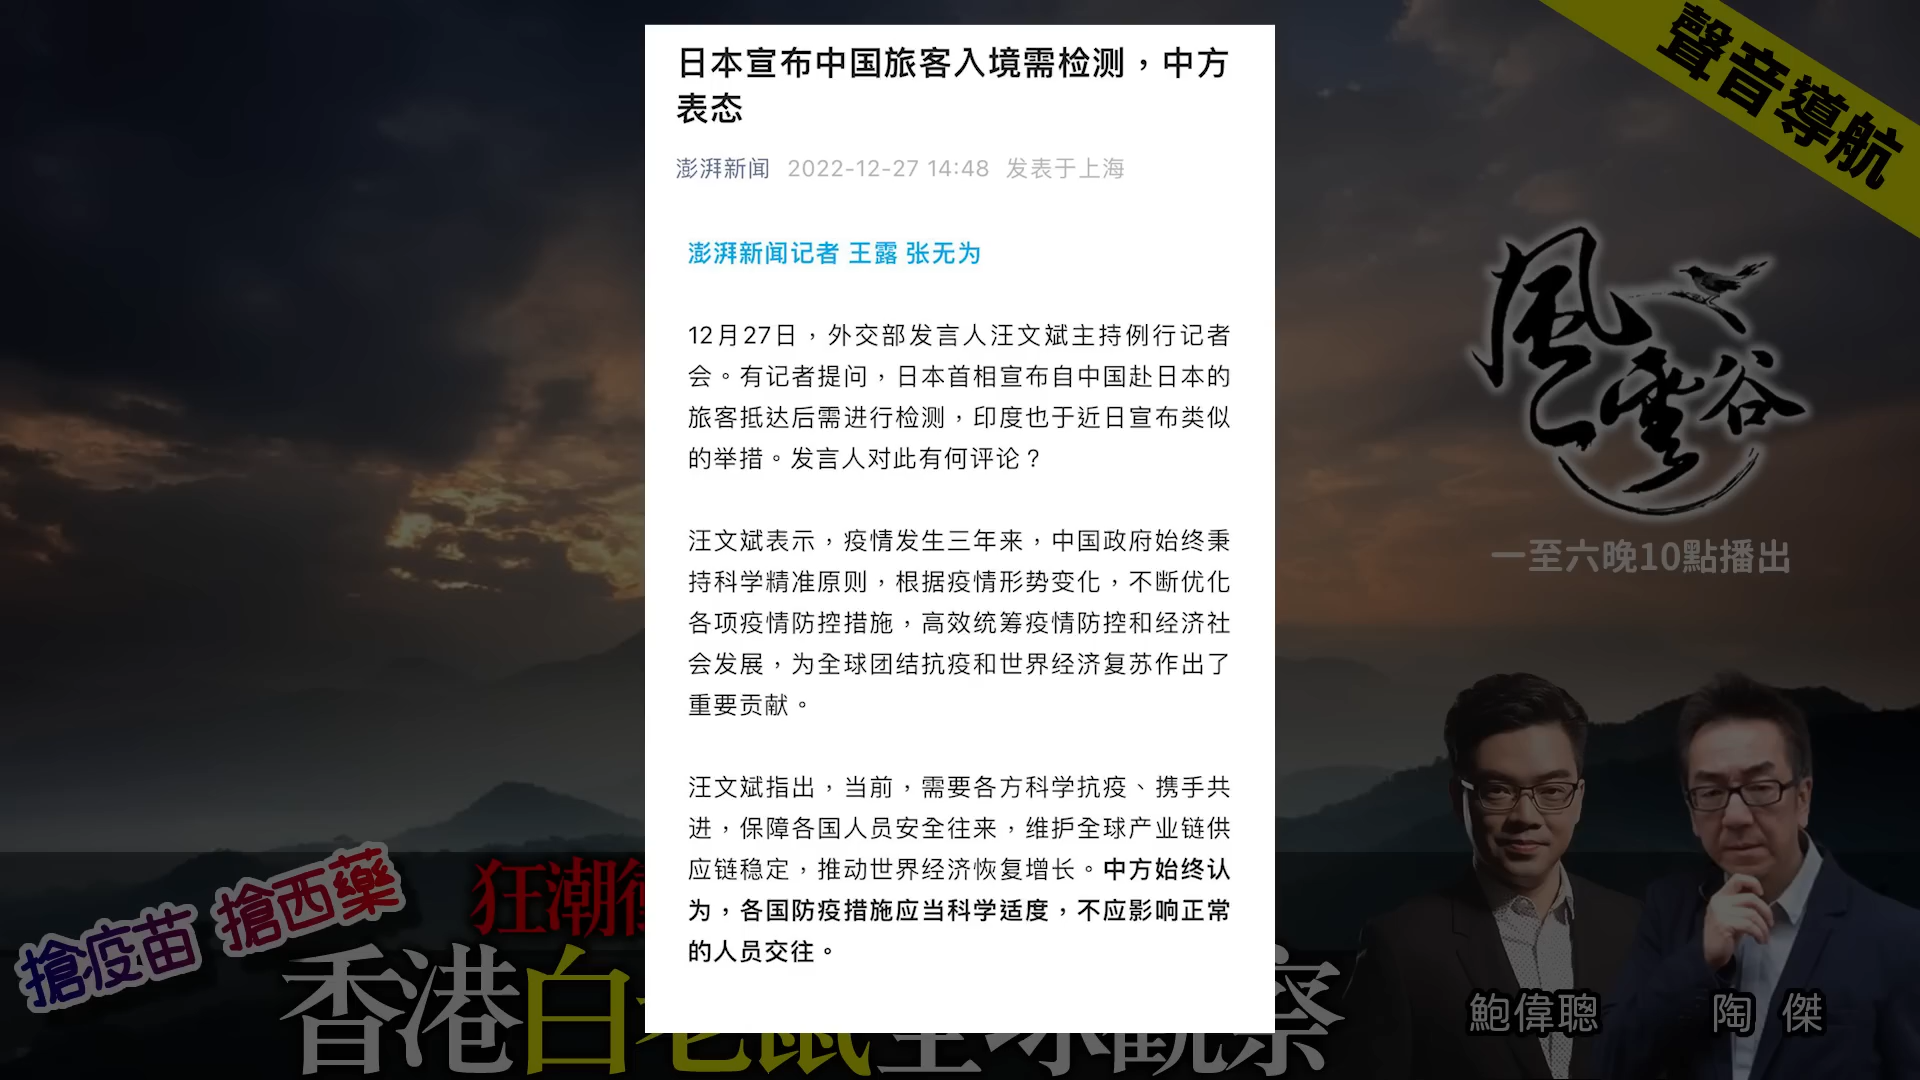 日本宣布中国旅客入境需检测，中方
表态
澎湃新闻 2022-12-27 14:48 发表于上海
澎湃新闻记者 王露 张无为
12月27日，外交部发言人汪文斌主持例行记者
会。有记者提问，日本首相宣布自中国赴日本的
旅客抵达后需进行检测，印度也于近日宣布类似
的举措。发言人对此有何评论？
汪文斌表示，疫情发生三年来，中国政府始终秉
持科学精准原则，根据疫情形势变化，不断优化
各项疫情防控措施，高效统筹疫情防控和经济社
会发展，为全球团结抗疫和世界经济复苏作出了
重要贡献。
汪文斌指出，当前，需要各方科学抗疫、携手共
进，保障各国人员安全往来，维护全球产业链供
应链稳定，推动世界经济恢复增长。中方始终认
为，各国防疫措施应当科学适度，不应影响正常
的人员交往。
聲音導航
風雲谷
一至六晚10點播出
搶疫苗 搶西藥
狂潮
香港白老鼠全球觀察
鮑偉聰
陶 傑